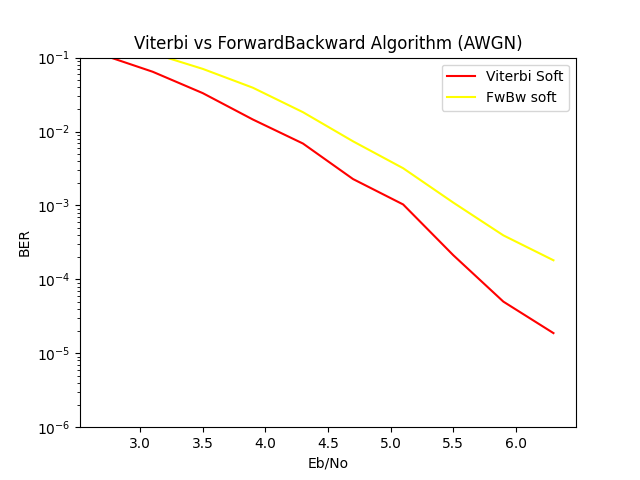 Viterbi vs ForwardBackward Algorithm (AWGN)
Viterbi Soft
FwBw soft
BER
10⁻¹
10⁻²
10⁻³
10⁻⁴
10⁻⁵
10⁻⁶
3.0 3.5 4.0 4.5 5.0 5.5 6.0
Eb/No